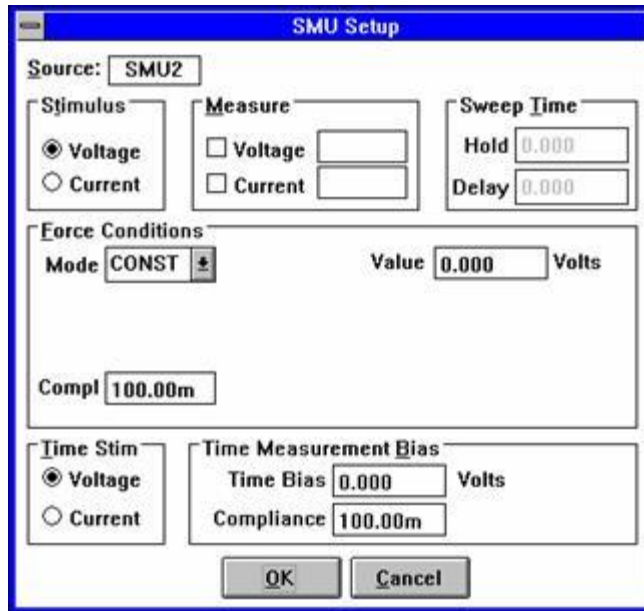 SMU Setup
Source: SMU2
Stimulus
Voltage
Current
Measure
Voltage
Current
Sweep Time
Hold 0.000
Delay 0.000
Force Conditions
Mode CONST Value 0.000 Volts
Compl 100.00m
Time Stim
Voltage
Current
Time Measurement Bias
Time Bias 0.000 Volts
Compliance 100.00m
OK Cancel